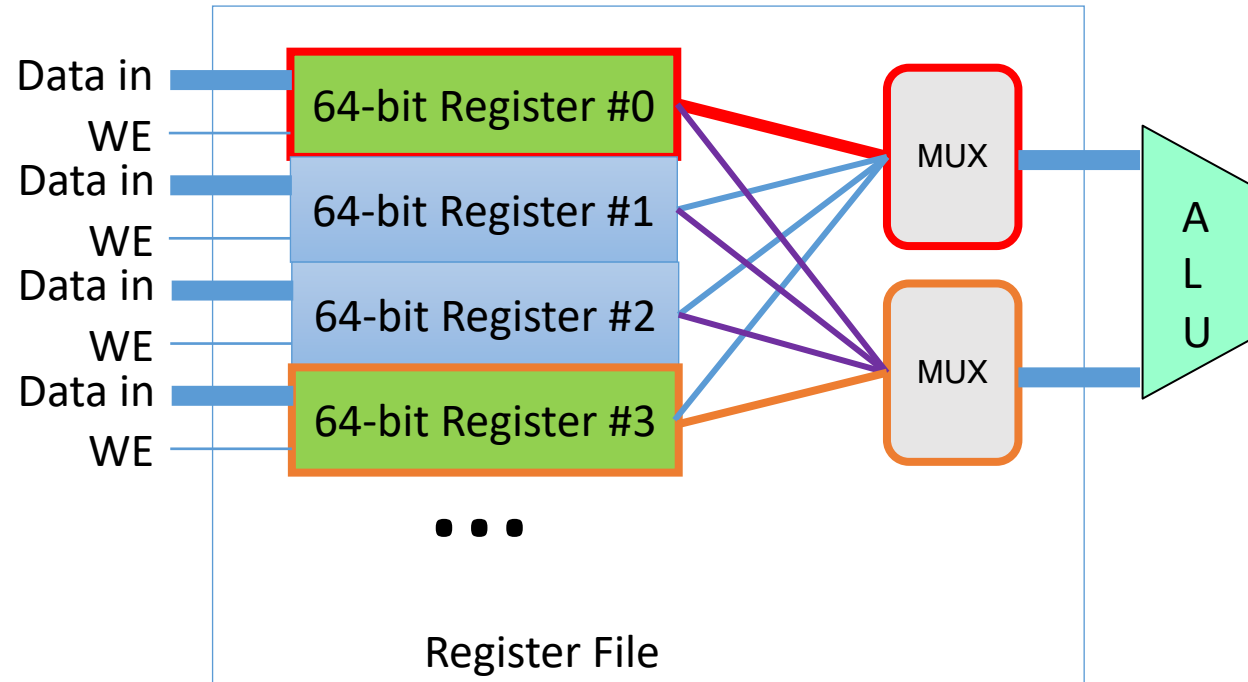 Data in
64-bit Register #0
WE
MUX
Data in
64-bit Register #1
WE
A
L
U
Data in
64-bit Register #2
WE
MUX
Data in
64-bit Register #3
WE
...
Register File